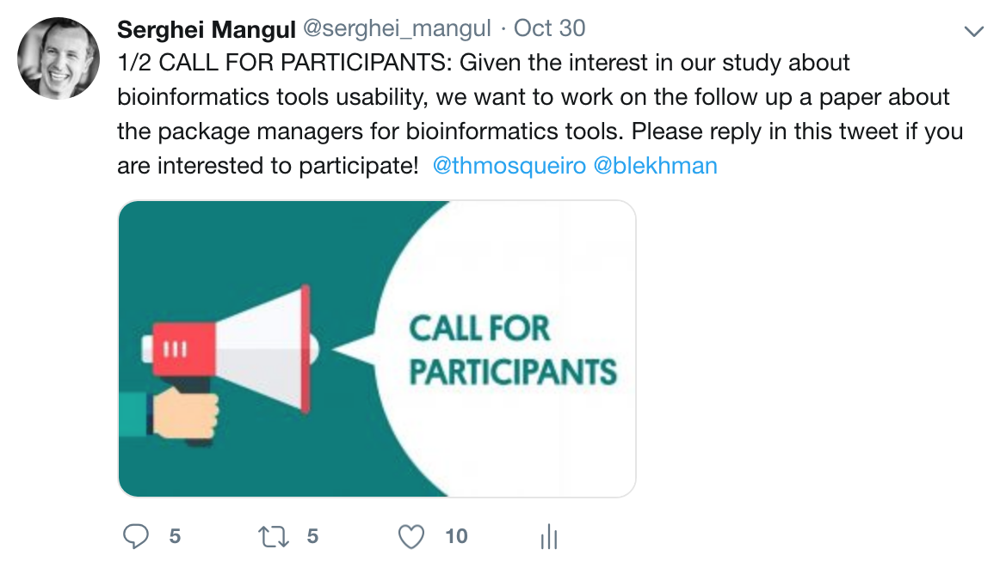 Serghei Mangul @serghei_mangul · Oct 30
1/2 CALL FOR PARTICIPANTS: Given the interest in our study about
bioinformatics tools usability, we want to work on the follow up a paper about
the package managers for bioinformatics tools. Please reply in this tweet if you
are interested to participate! @thmosqueiro @blekhman
CALL FOR
PARTICIPANTS
5 5 10